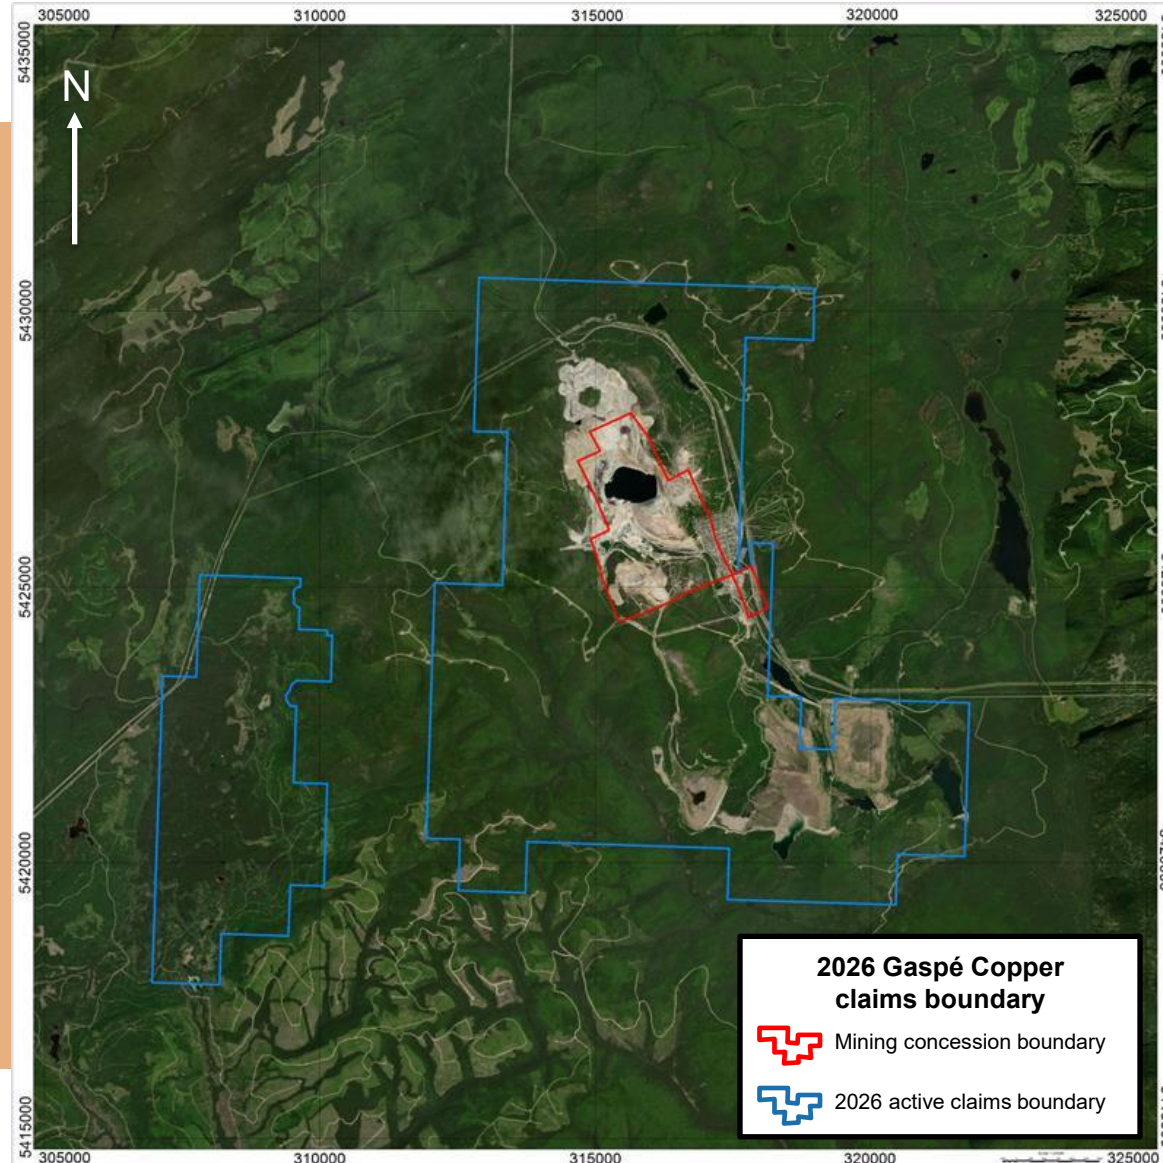 305000 310000 315000 320000 325000
5435000
N
5430000
5425000
5420000
5415000
2026 Gaspé Copper
claims boundary
Mining concession boundary
2026 active claims boundary
305000 310000 315000 320000 325000